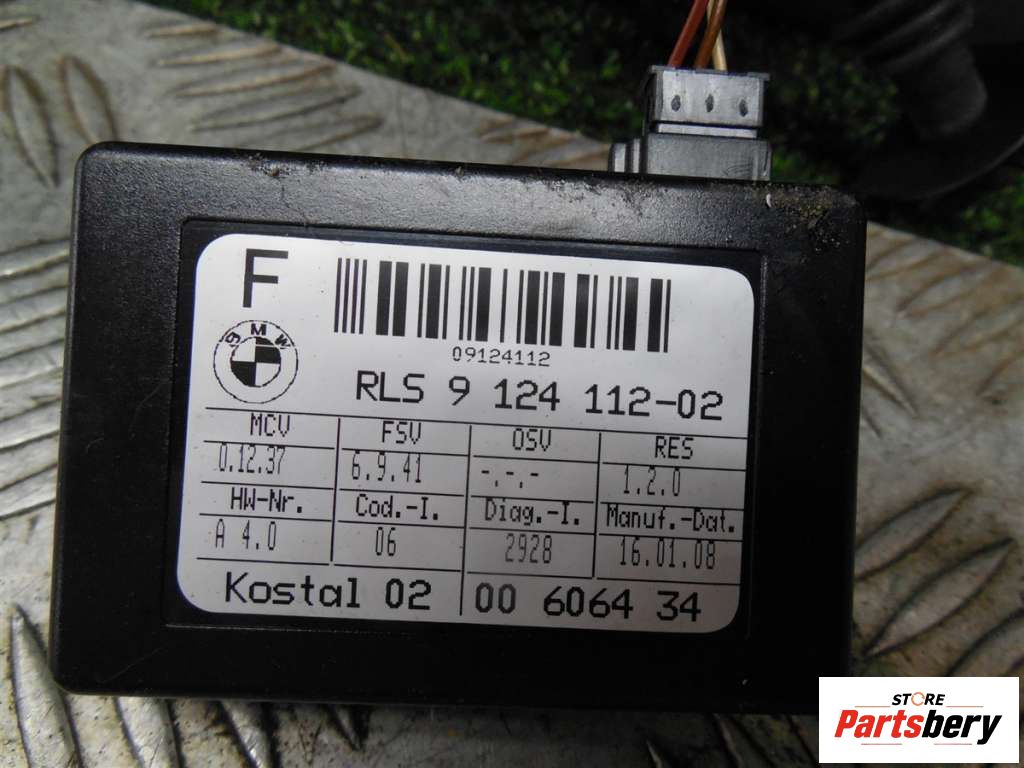 F
BMW
09124112
RLS 9 124 112-02
MCV FSV OSV RES
0.12.37 6.9.41 -.-.- 1.2.0
HW-Nr. Cod.-I. Diag.-I. Manuf.-Dat.
A 4.0 06 2928 16.01.08
Kostal 02 00 6064 34
STORE
Partsbery